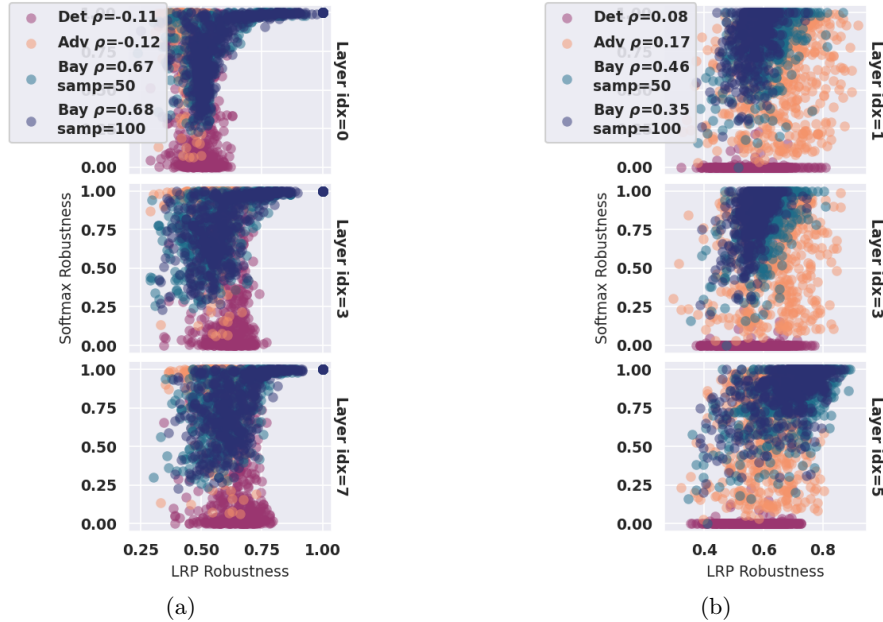 Det ρ=-0.11
Adv ρ=-0.12
Bay ρ=0.67
samp=50
Bay ρ=0.68
samp=100
0.00
Layer idx=0
1.00
0.75
0.50
0.25
0.00
Softmax Robustness
Layer idx=3
1.00
0.75
0.50
0.25
0.00
Layer idx=7
0.25
0.50
0.75
1.00
LRP Robustness
(a)
Det ρ=0.08
Adv ρ=0.17
Bay ρ=0.46
samp=50
Bay ρ=0.35
samp=100
0.00
Layer idx=1
1.00
0.75
0.50
0.25
0.00
Softmax Robustness
Layer idx=3
1.00
0.75
0.50
0.25
0.00
Layer idx=5
0.4
0.6
0.8
LRP Robustness
(b)